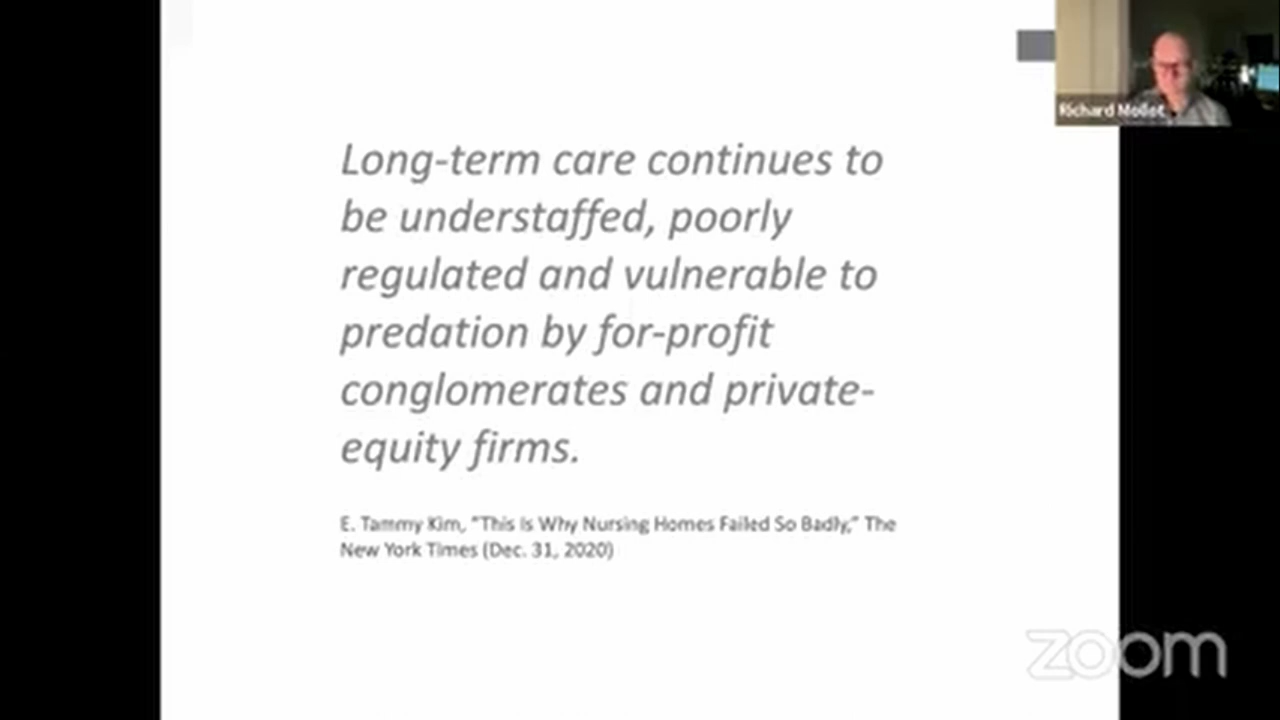 Long-term care continues to
be understaffed, poorly
regulated and vulnerable to
predation by for-profit
conglomerates and private-
equity firms.
E. Tammy Kim, "This Is Why Nursing Homes Failed So Badly," The
New York Times (Dec. 31, 2020)
Richard Mollot
zoom